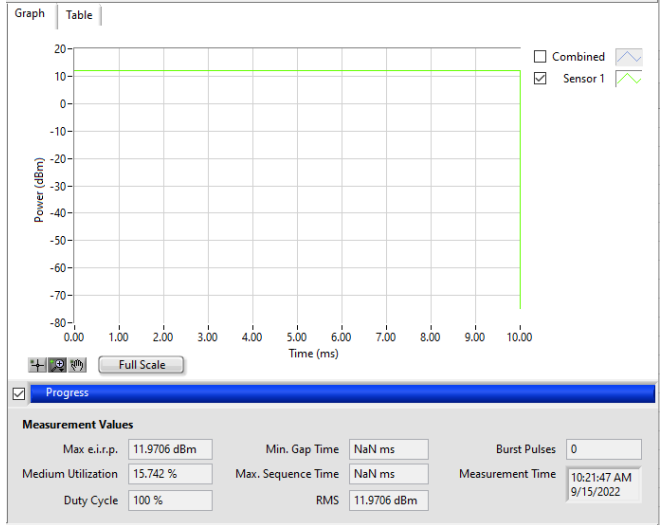 Graph Table
20
10
0
-10
-20
-30
-40
-50
-60
-70
-80
Power (dBm)
0.00 1.00 2.00 3.00 4.00 5.00 6.00 7.00 8.00 9.00 10.00
Time (ms)
Combined
Sensor 1
Full Scale
Progress
Measurement Values
Max e.i.r.p. 11.9706 dBm Min. Gap Time NaN ms Burst Pulses 0
Medium Utilization 15.742 % Max. Sequence Time NaN ms Measurement Time 10:21:47 AM
9/15/2022
Duty Cycle 100 % RMS 11.9706 dBm